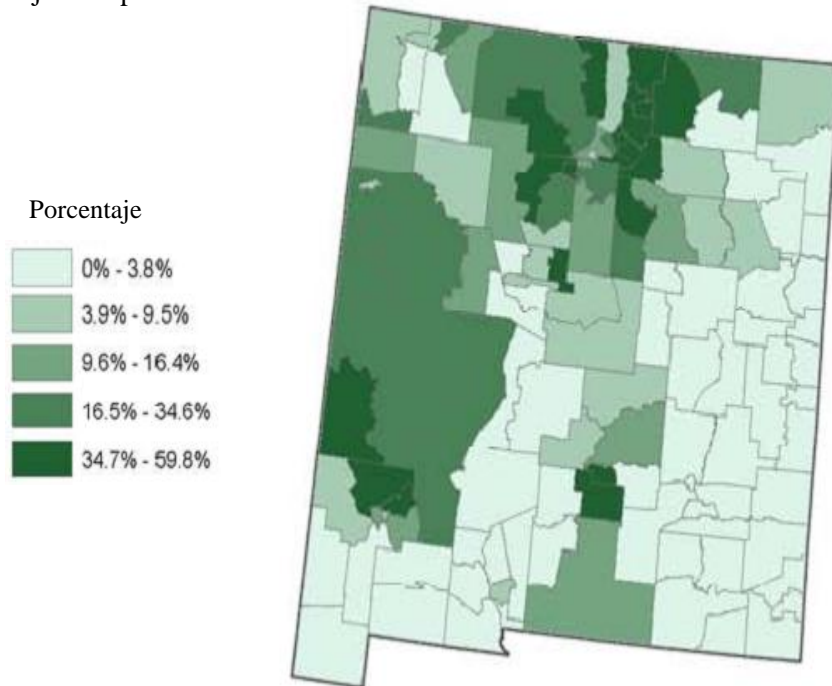 Porcentaje
0% - 3.8%
3.9% - 9.5%
9.6% - 16.4%
16.5% - 34.6%
34.7% - 59.8%